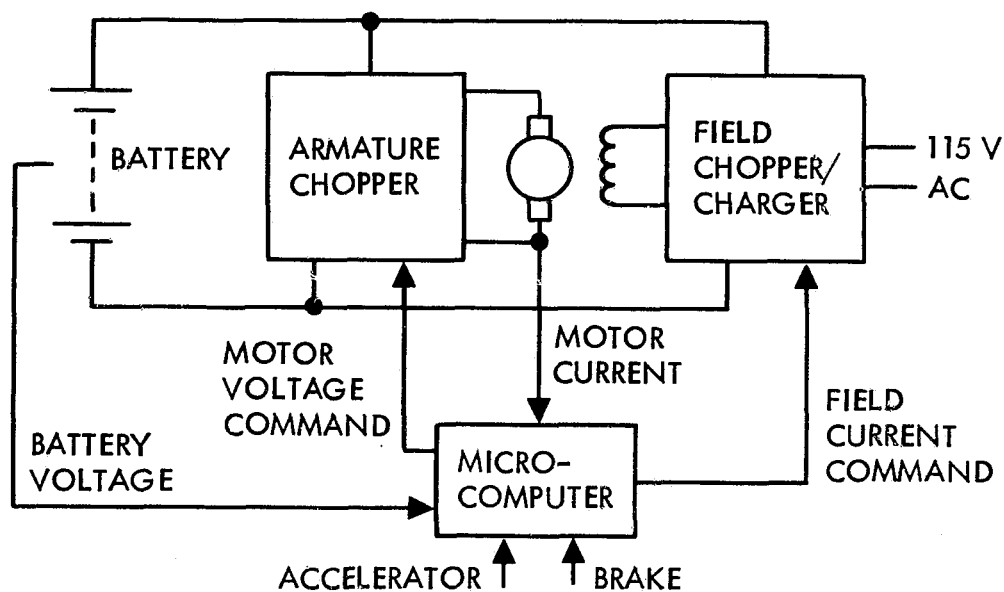 BATTERY
ARMATURE
CHOPPER
FIELD
CHOPPER/
CHARGER
115 V
AC
MOTOR
VOLTAGE
COMMAND
MOTOR
CURRENT
FIELD
CURRENT
COMMAND
BATTERY
VOLTAGE
MICRO-
COMPUTER
ACCELERATOR
BRAKE